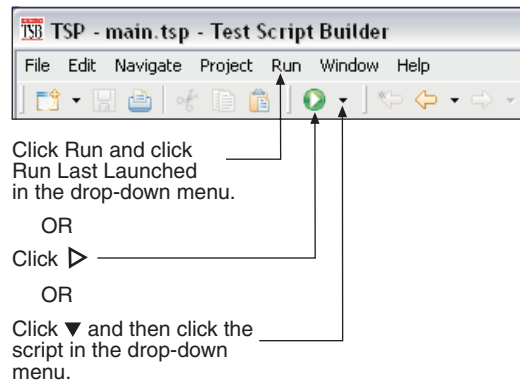 TSB TSP - main.tsp - Test Script Builder
File Edit Navigate Project Run Window Help
Click Run and click
Run Last Launched
in the drop-down menu.
OR
Click
OR
Click ▼ and then click the
script in the drop-down
menu.